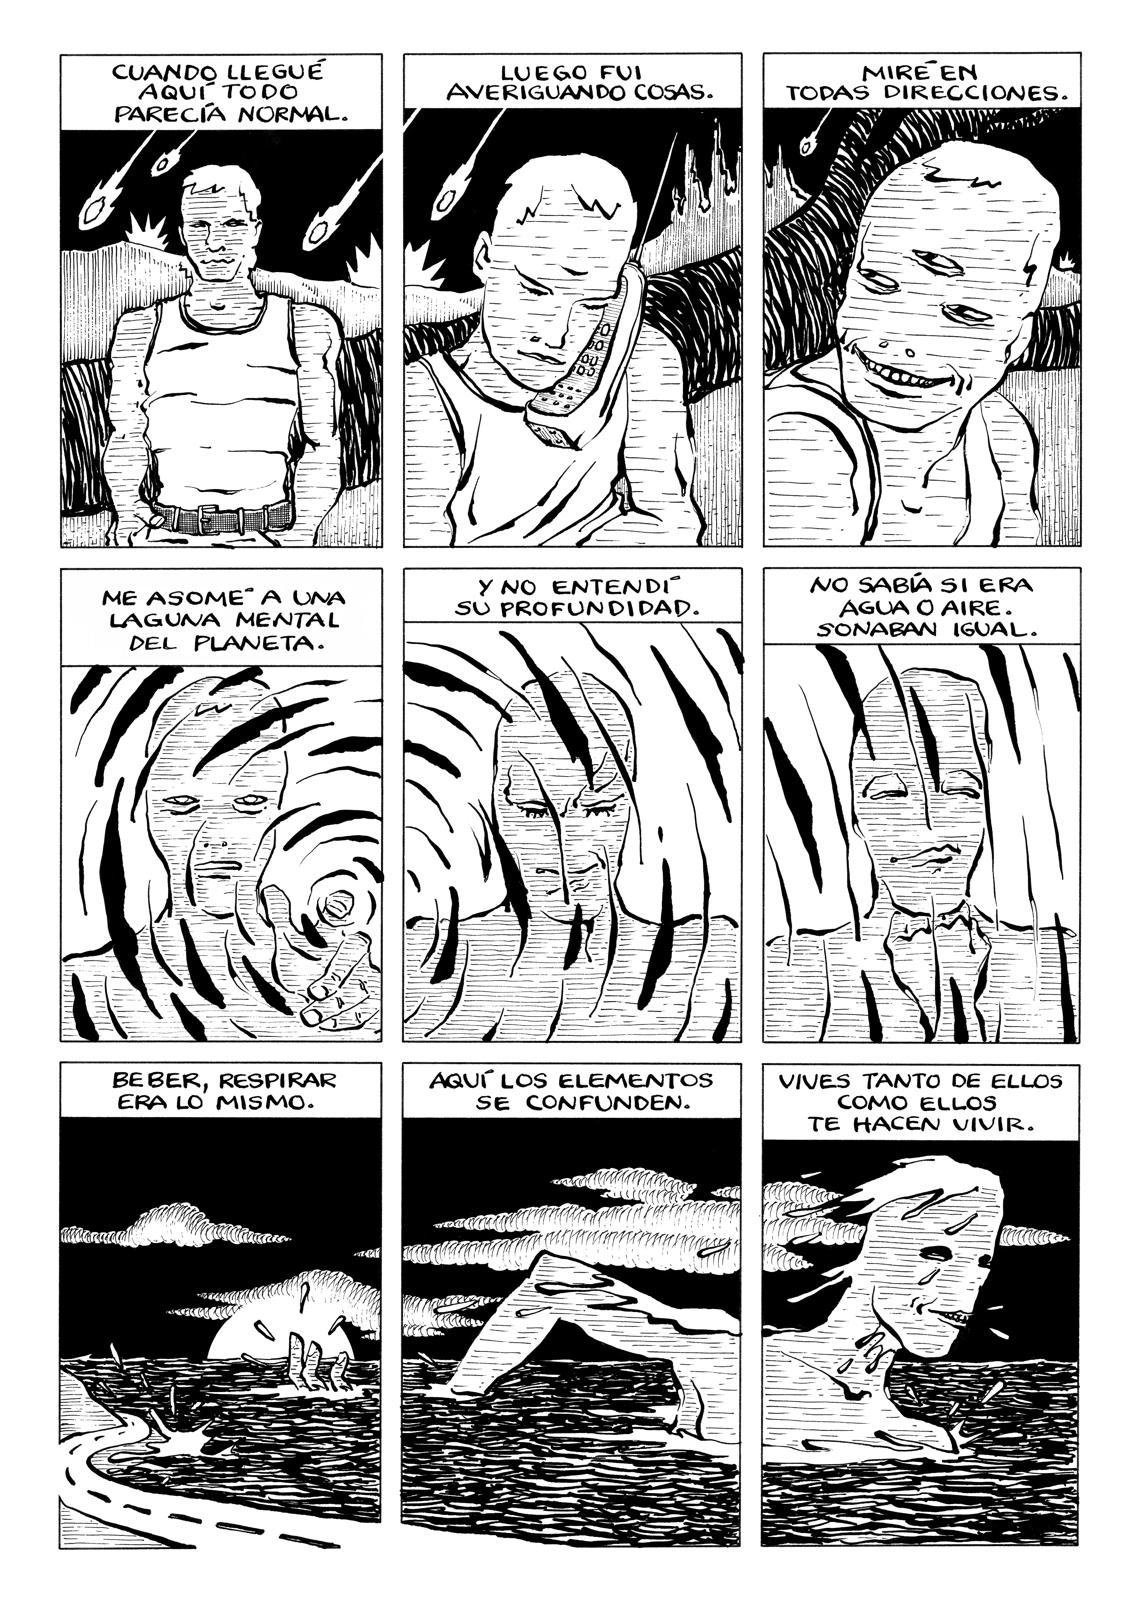 CUANDO LLEGUÉ
AQUÍ TODO
PARECÍA NORMAL.
LUEGO FUI
AVERIGUANDO COSAS.
MIRÉ EN
TODAS DIRECCIONES.
ME ASOMÉ A UNA
LAGUNA MENTAL
DEL PLANETA.
Y NO ENTENDÍ
SU PROFUNDIDAD.
NO SABÍA SI ERA
AGUA O AIRE.
SONABAN IGUAL.
BEBER, RESPIRAR
ERA LO MISMO.
AQUÍ LOS ELEMENTOS
SE CONFUNDEN.
VIVES TANTO DE ELLOS
COMO ELLOS
TE HACEN VIVIR.